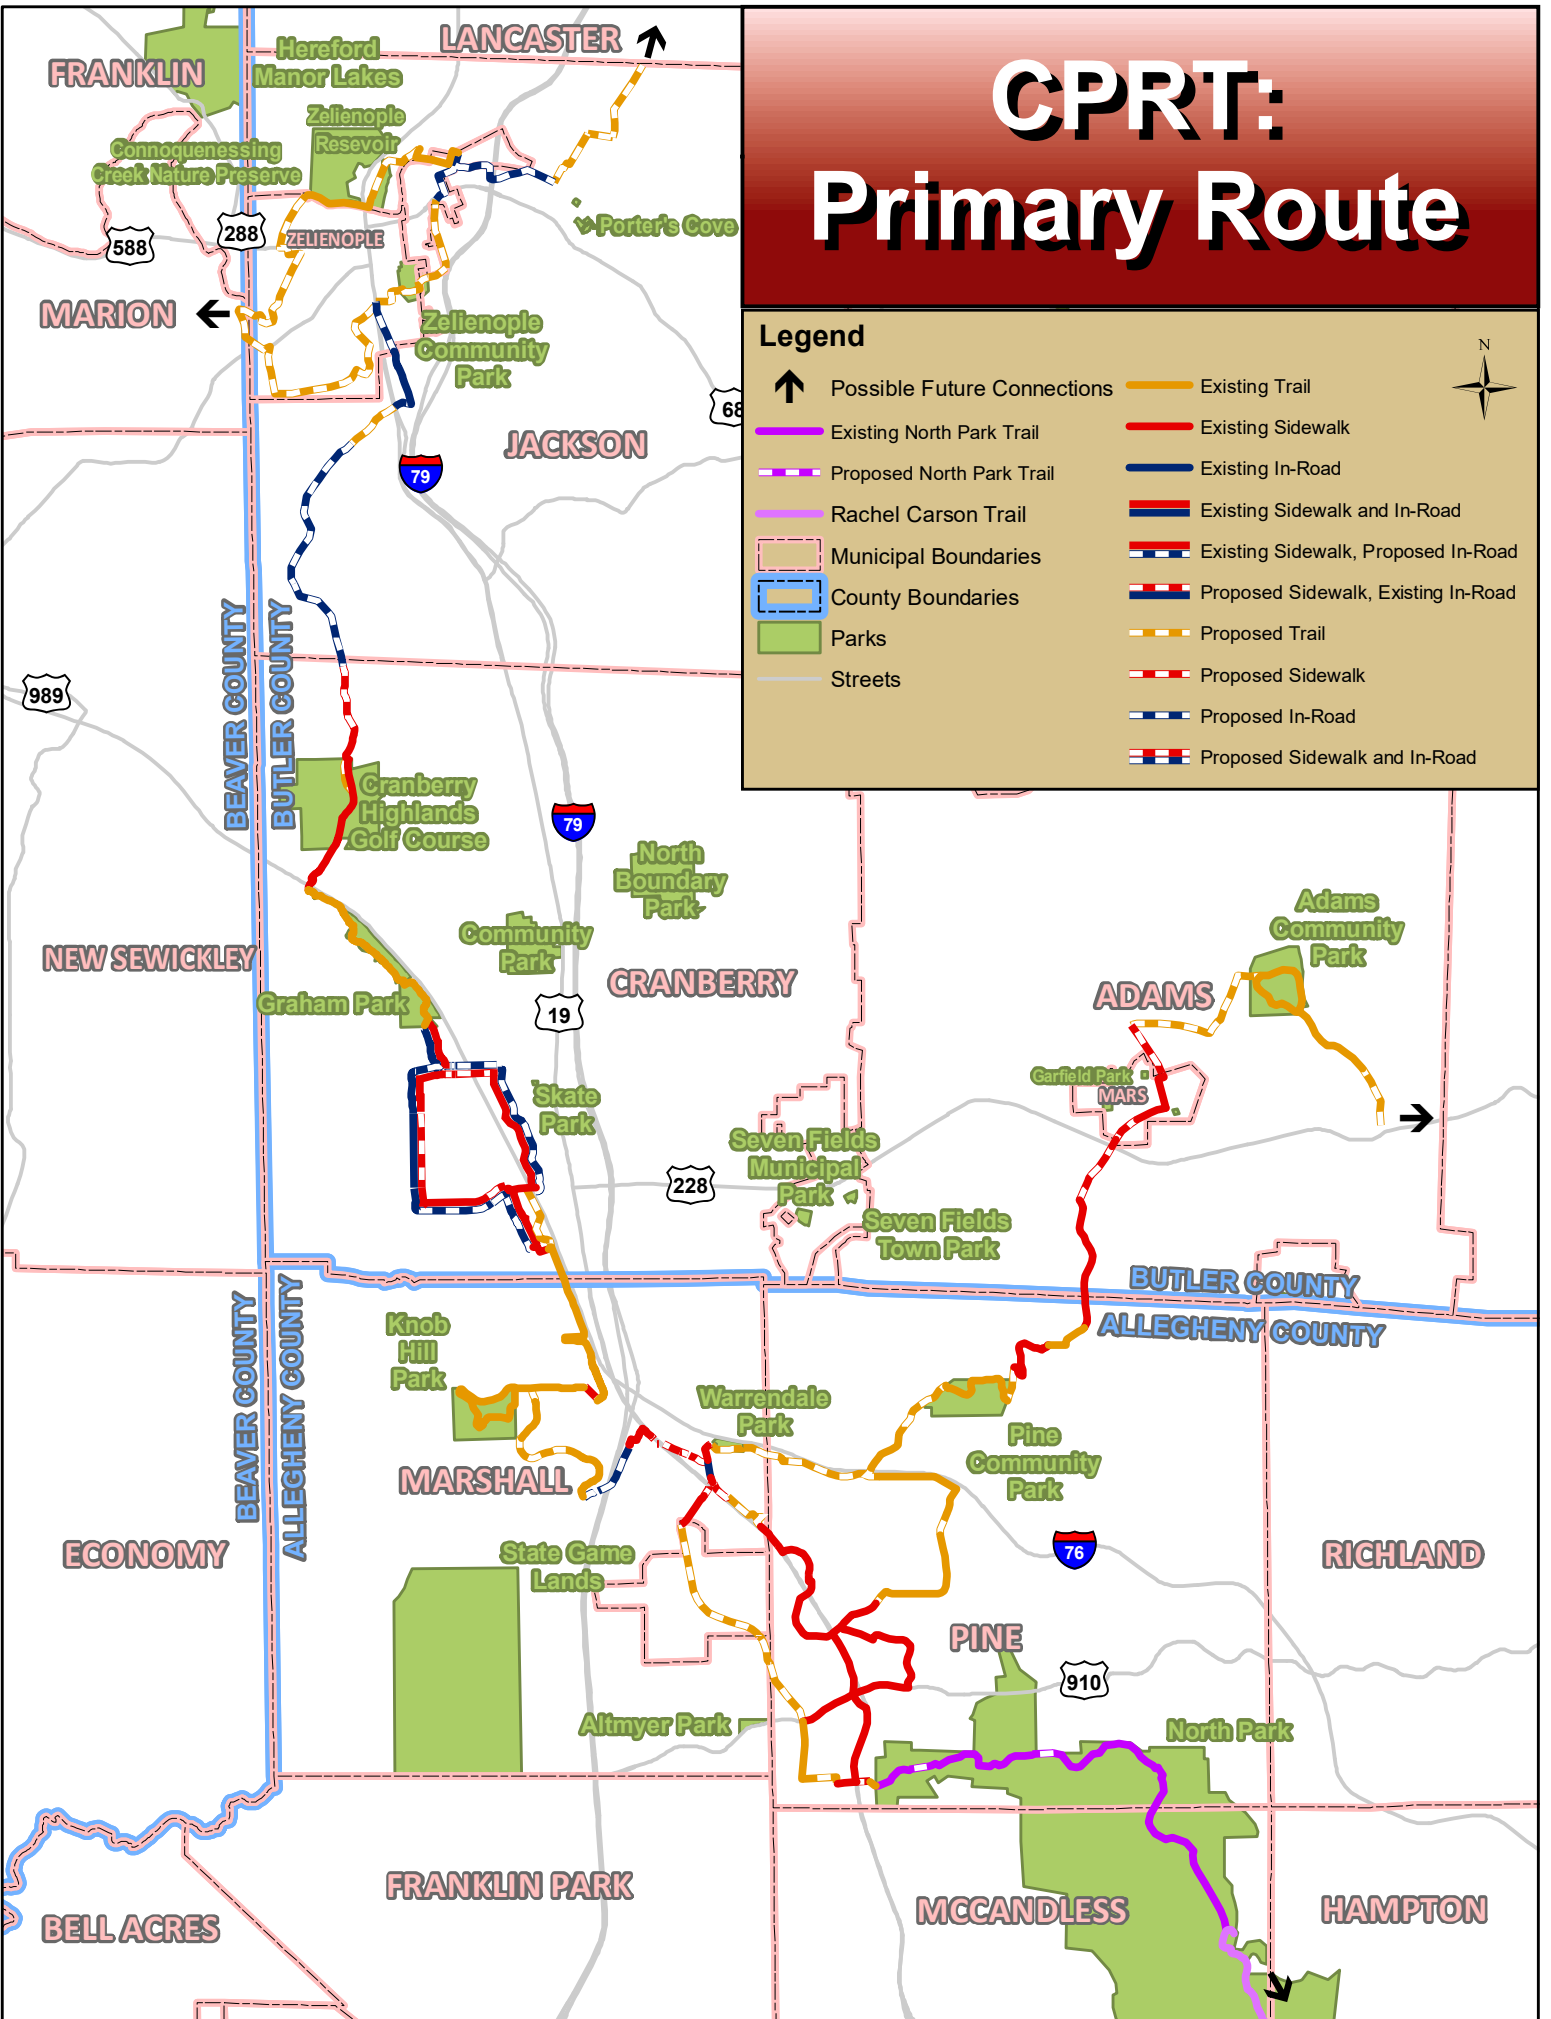 CPRT:
Primary Route
Legend
Possible Future Connections
Existing North Park Trail
Proposed North Park Trail
Rachel Carson Trail
Municipal Boundaries
County Boundaries
Parks
Streets
Existing Trail
Existing Sidewalk
Existing In-Road
Existing Sidewalk and In-Road
Existing Sidewalk, Proposed In-Road
Proposed Sidewalk, Existing In-Road
Proposed Trail
Proposed Sidewalk
Proposed In-Road
Proposed Sidewalk and In-Road
N
LANCASTER
FRANKLIN
Hereford
Manor Lakes
Zelienople
Reservoir
Connoquenessing
Creek Nature Preserve
588
288
ZELIENOPLE
Porter's Cove
MARION
Zelienople
Community
Park
68
JACKSON
79
BEAVER COUNTY
BUTLER COUNTY
989
Cranberry
Highlands
Golf Course
79
North
Boundary
Park
Community
Park
NEW SEWICKLEY
CRANBERRY
Graham Park
19
Adams
Community
Park
ADAMS
Garfield Park
MARS
Skate
Park
Seven Fields
Municipal
Park
228
Seven Fields
Town Park
BUTLER COUNTY
ALLEGHENY COUNTY
BEAVER COUNTY
ALLEGHENY COUNTY
Knob
Hill
Park
Warrendale
Park
Pine
Community
Park
MARSHALL
ECONOMY
State Game
Lands
76
RICHLAND
PINE
910
Altmyer Park
North Park
FRANKLIN PARK
MCCANDLESS
HAMPTON
BELL ACRES